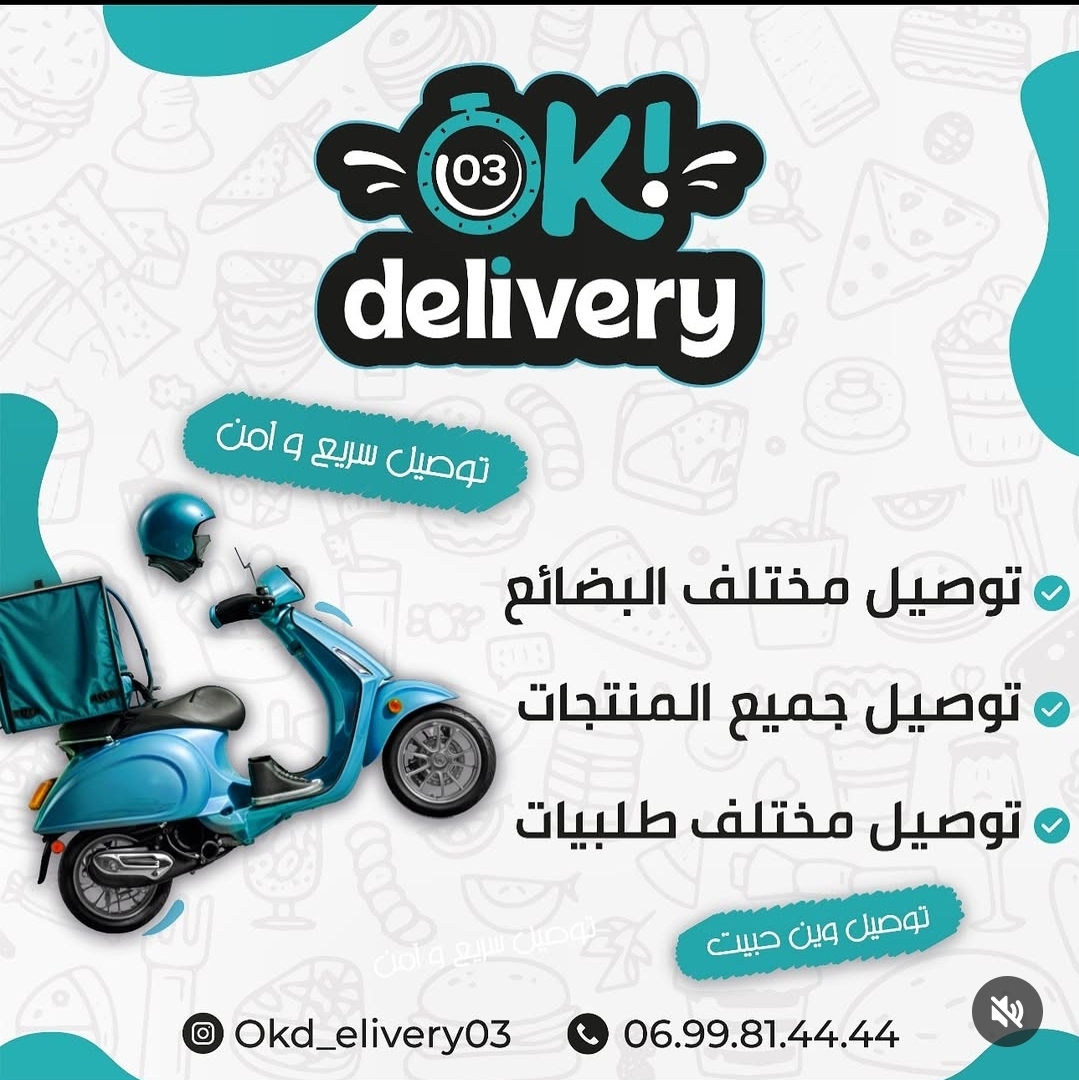 OK!
03
delivery
توصيل سريع و آمن
توصيل مختلف البضائع
توصيل جميع المنتجات
توصيل مختلف طلبيات
توصيل وين حبيت
توصيل سريع و آمن
Okd_elivery03
06.99.81.44.44